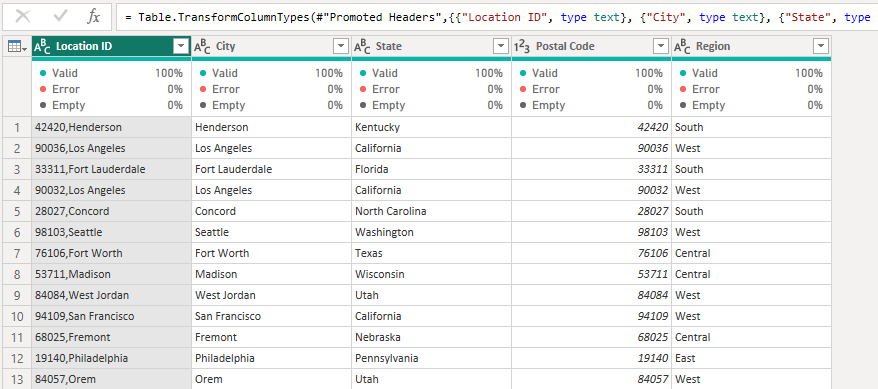 fx = Table.TransformColumnTypes(#"Promoted Headers",{{"Location ID", type text}, {"City", type text}, {"State", type
ABC Location ID ABC City ABC State 123 Postal Code ABC Region
Valid 100% Valid 100% Valid 100% Valid 100% Valid 100%
Error 0% Error 0% Error 0% Error 0% Error 0%
Empty 0% Empty 0% Empty 0% Empty 0% Empty 0%
1 42420,Henderson Henderson Kentucky 42420 South
2 90036,Los Angeles Los Angeles California 90036 West
3 33311,Fort Lauderdale Fort Lauderdale Florida 33311 South
4 90032,Los Angeles Los Angeles California 90032 West
5 28027,Concord Concord North Carolina 28027 South
6 98103,Seattle Seattle Washington 98103 West
7 76106,Fort Worth Fort Worth Texas 76106 Central
8 53711,Madison Madison Wisconsin 53711 Central
9 84084,West Jordan West Jordan Utah 84084 West
10 94109,San Francisco San Francisco California 94109 West
11 68025,Fremont Fremont Nebraska 68025 Central
12 19140,Philadelphia Philadelphia Pennsylvania 19140 East
13 84057,Orem Orem Utah 84057 West